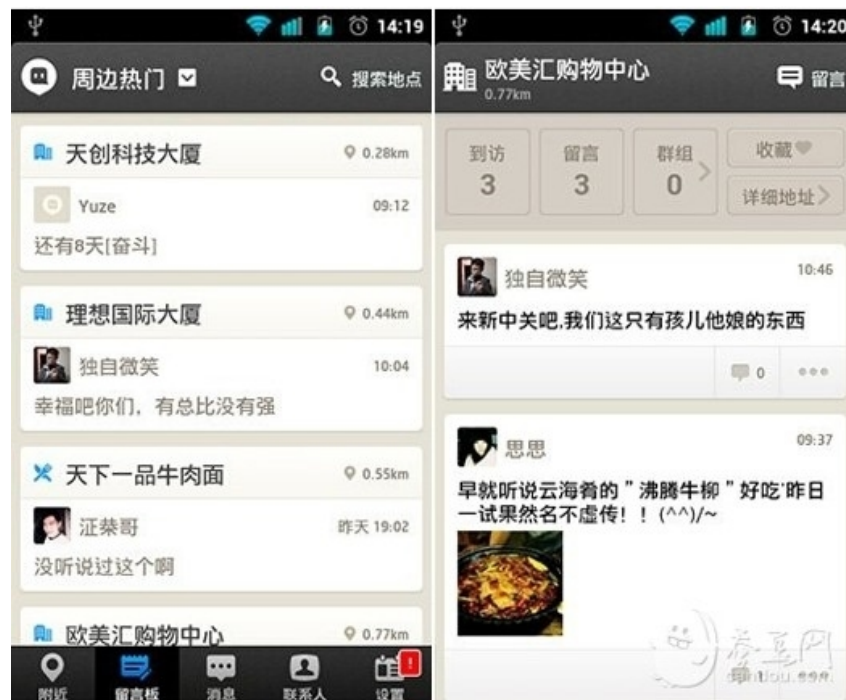 14:19
周边热门
搜索地点
天创科技大厦
0.28km
Yuze
09:12
还有8天[奋斗]
理想国际大厦
0.44km
独自微笑
10:04
幸福吧你们，有总比没有强
天下一品牛肉面
0.55km
昨天 19:02
没听说过这个啊
欧美汇购物中心
0.77km
附近
留言板
消息
联系人
设置
14:20
欧美汇购物中心
0.77km
留言
到访
3
留言
3
群组
0
收藏
详细地址
独自微笑
10:46
来新中关吧,我们这只有孩儿他娘的东西
0
思思
09:37
早就听说云海肴的"沸腾牛柳"好吃˙昨日
一试果然名不虚传！！(^^)/~